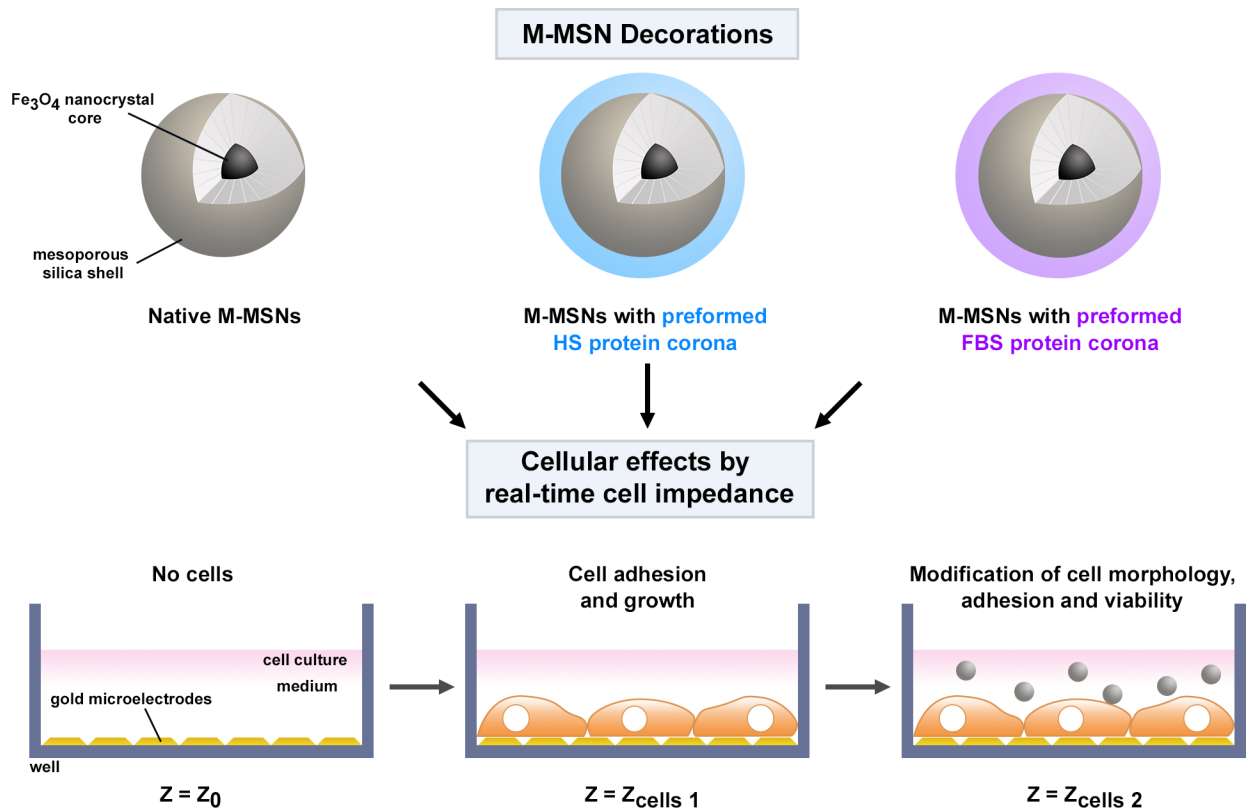 M-MSN Decorations
Fe₃O₄ nanocrystal
core
mesoporous
silica shell
Native M-MSNs
M-MSNs with preformed
HS protein corona
M-MSNs with preformed
FBS protein corona
Cellular effects by
real-time cell impedance
No cells
cell culture
medium
gold microelectrodes
well
Z = Z₀
Cell adhesion
and growth
Z = Zcells 1
Modification of cell morphology,
adhesion and viability
Z = Zcells 2